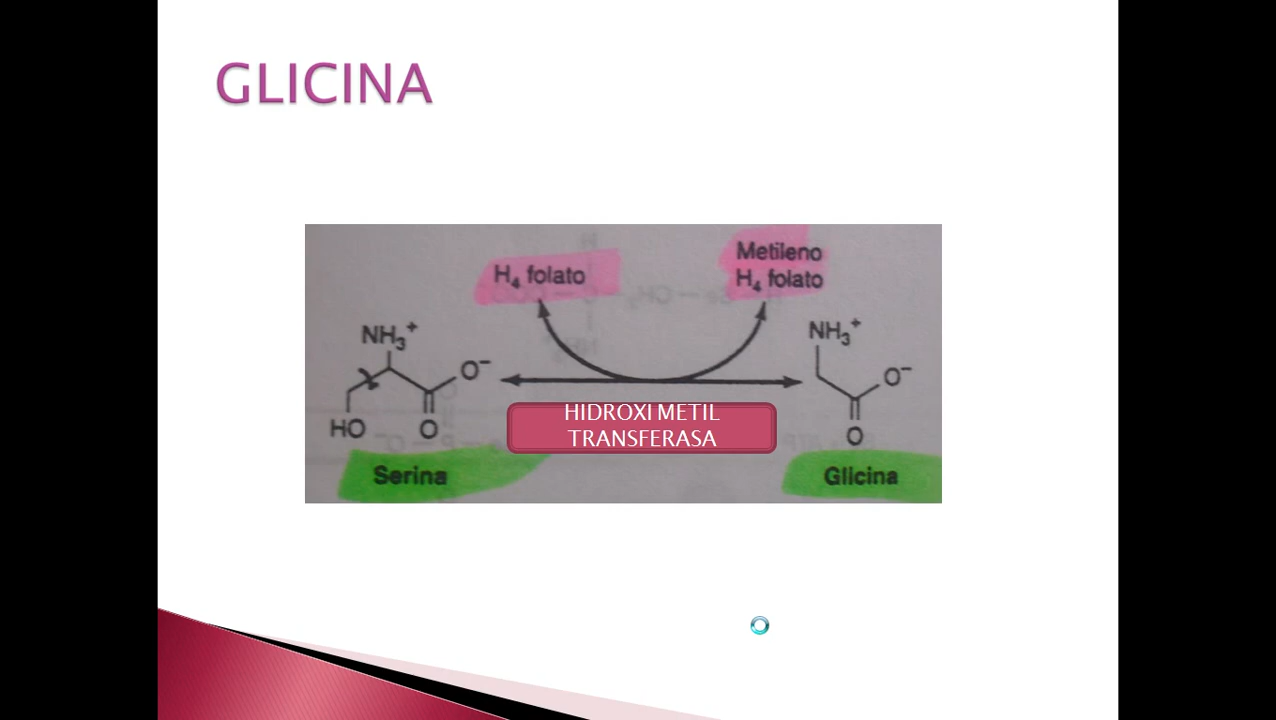 GLICINA
H₄ folato
Metileno
H₄ folato
NH₃⁺
O⁻
HO
O
NH₃⁺
O⁻
O
HIDROXI METIL
TRANSFERASA
Serina
Glicina